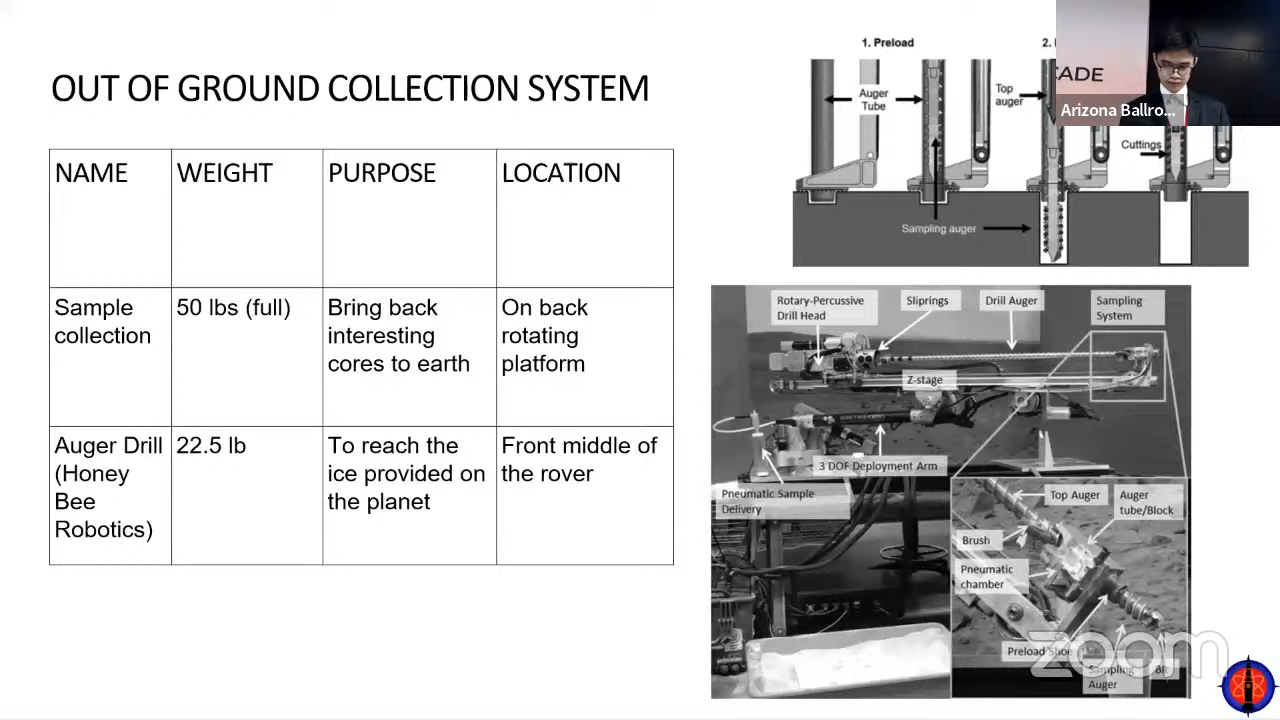 OUT OF GROUND COLLECTION SYSTEM
NAME
WEIGHT
PURPOSE
LOCATION
Sample
collection
50 lbs (full)
Bring back
interesting
cores to earth
On back
rotating
platform
Auger Drill
(Honey
Bee
Robotics)
22.5 lb
To reach the
ice provided on
the planet
Front middle of
the rover
1. Preload
2.
Auger
Tube
Top
auger
Cuttings
Sampling auger
ADE
Arizona Ballro...
Rotary-Percussive
Drill Head
Sliprings
Drill Auger
Sampling
System
Z-stage
3 DOF Deployment Arm
Pneumatic Sample
Delivery
Top Auger
Auger
tube/Block
Brush
Pneumatic
chamber
Preload Shoe
Sampling
Auger
Bit
zoom